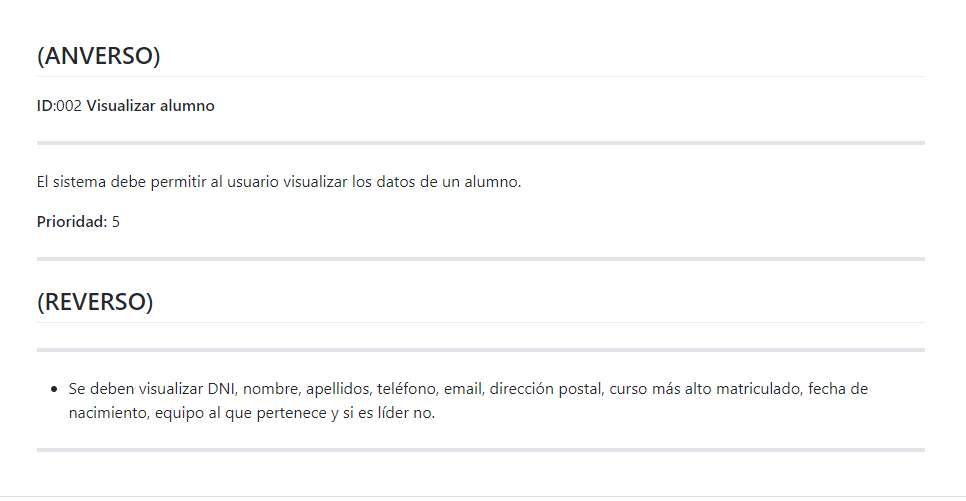 (ANVERSO)
ID:002 Visualizar alumno
El sistema debe permitir al usuario visualizar los datos de un alumno.
Prioridad: 5
(REVERSO)
Se deben visualizar DNI, nombre, apellidos, teléfono, email, dirección postal, curso más alto matriculado, fecha de
nacimiento, equipo al que pertenece y si es líder no.